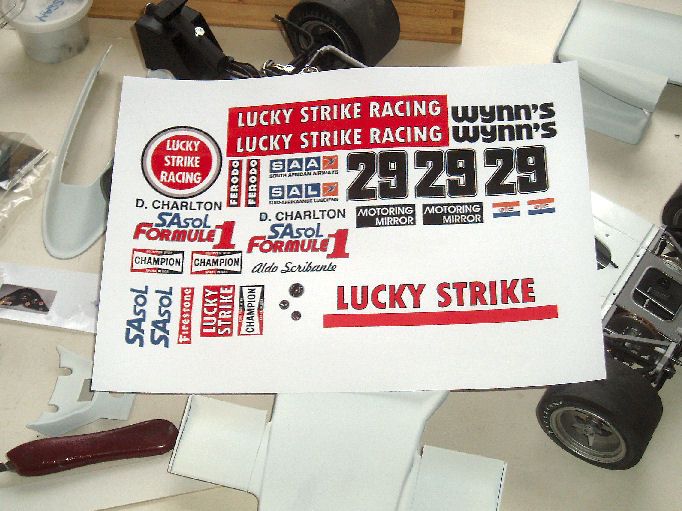 LUCKY STRIKE RACING
LUCKY STRIKE RACING
wynn's
wynn's
LUCKY
STRIKE
RACING
FERODO
FERODO
SAA
SOUTH AFRICAN AIRWAYS
SAL
29
29
29
D. CHARLTON
D. CHARLTON
MOTORING
MIRROR
MOTORING
MIRROR
SAsol
FORMULE 1
SAsol
FORMULE 1
CHAMPION
CHAMPION
Aldo Scribante
SAsol
SAsol
Firestone
LUCKY
STRIKE
CHAMPION
LUCKY STRIKE